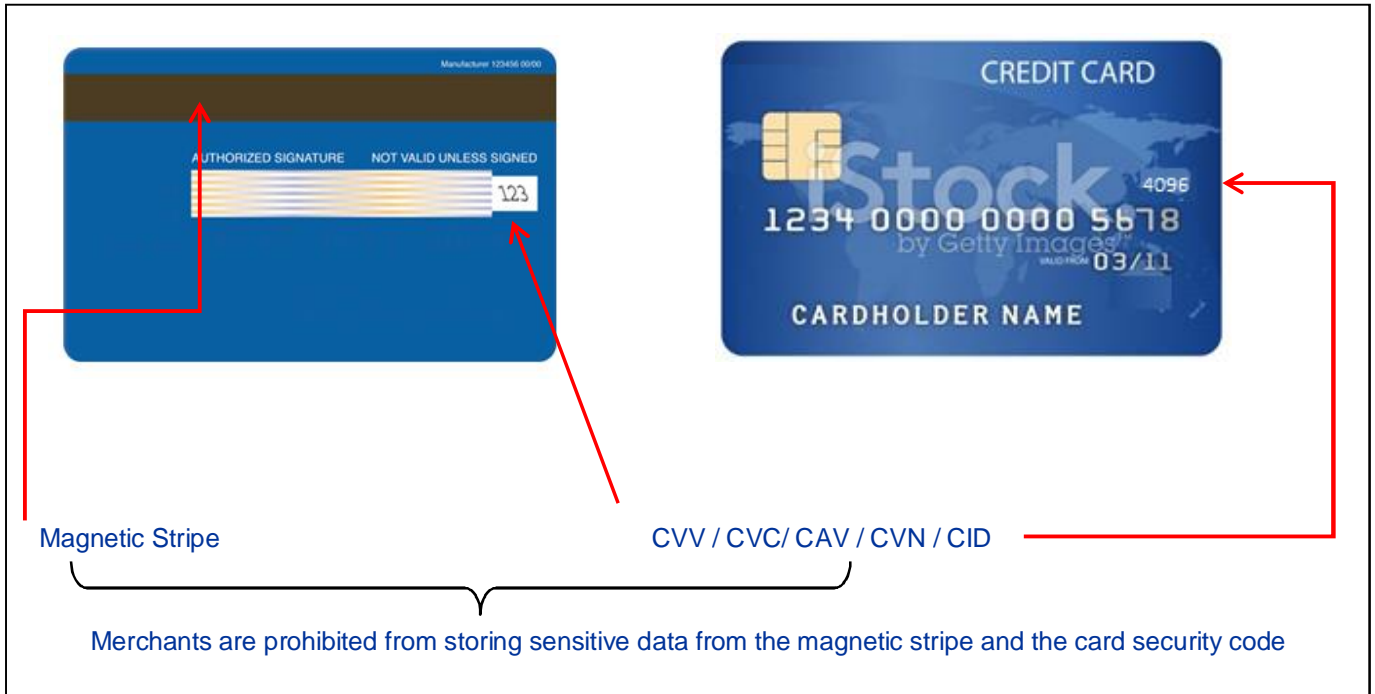 Manufacturer 123456 00/00
AUTHORIZED SIGNATURE NOT VALID UNLESS SIGNED
123
CREDIT CARD
iStock.
4096
1234 0000 0000 5678
by Getty Images™
VALID FROM 03/11
CARDHOLDER NAME
Magnetic Stripe
CVV / CVC/ CAV / CVN / CID
Merchants are prohibited from storing sensitive data from the magnetic stripe and the card security code